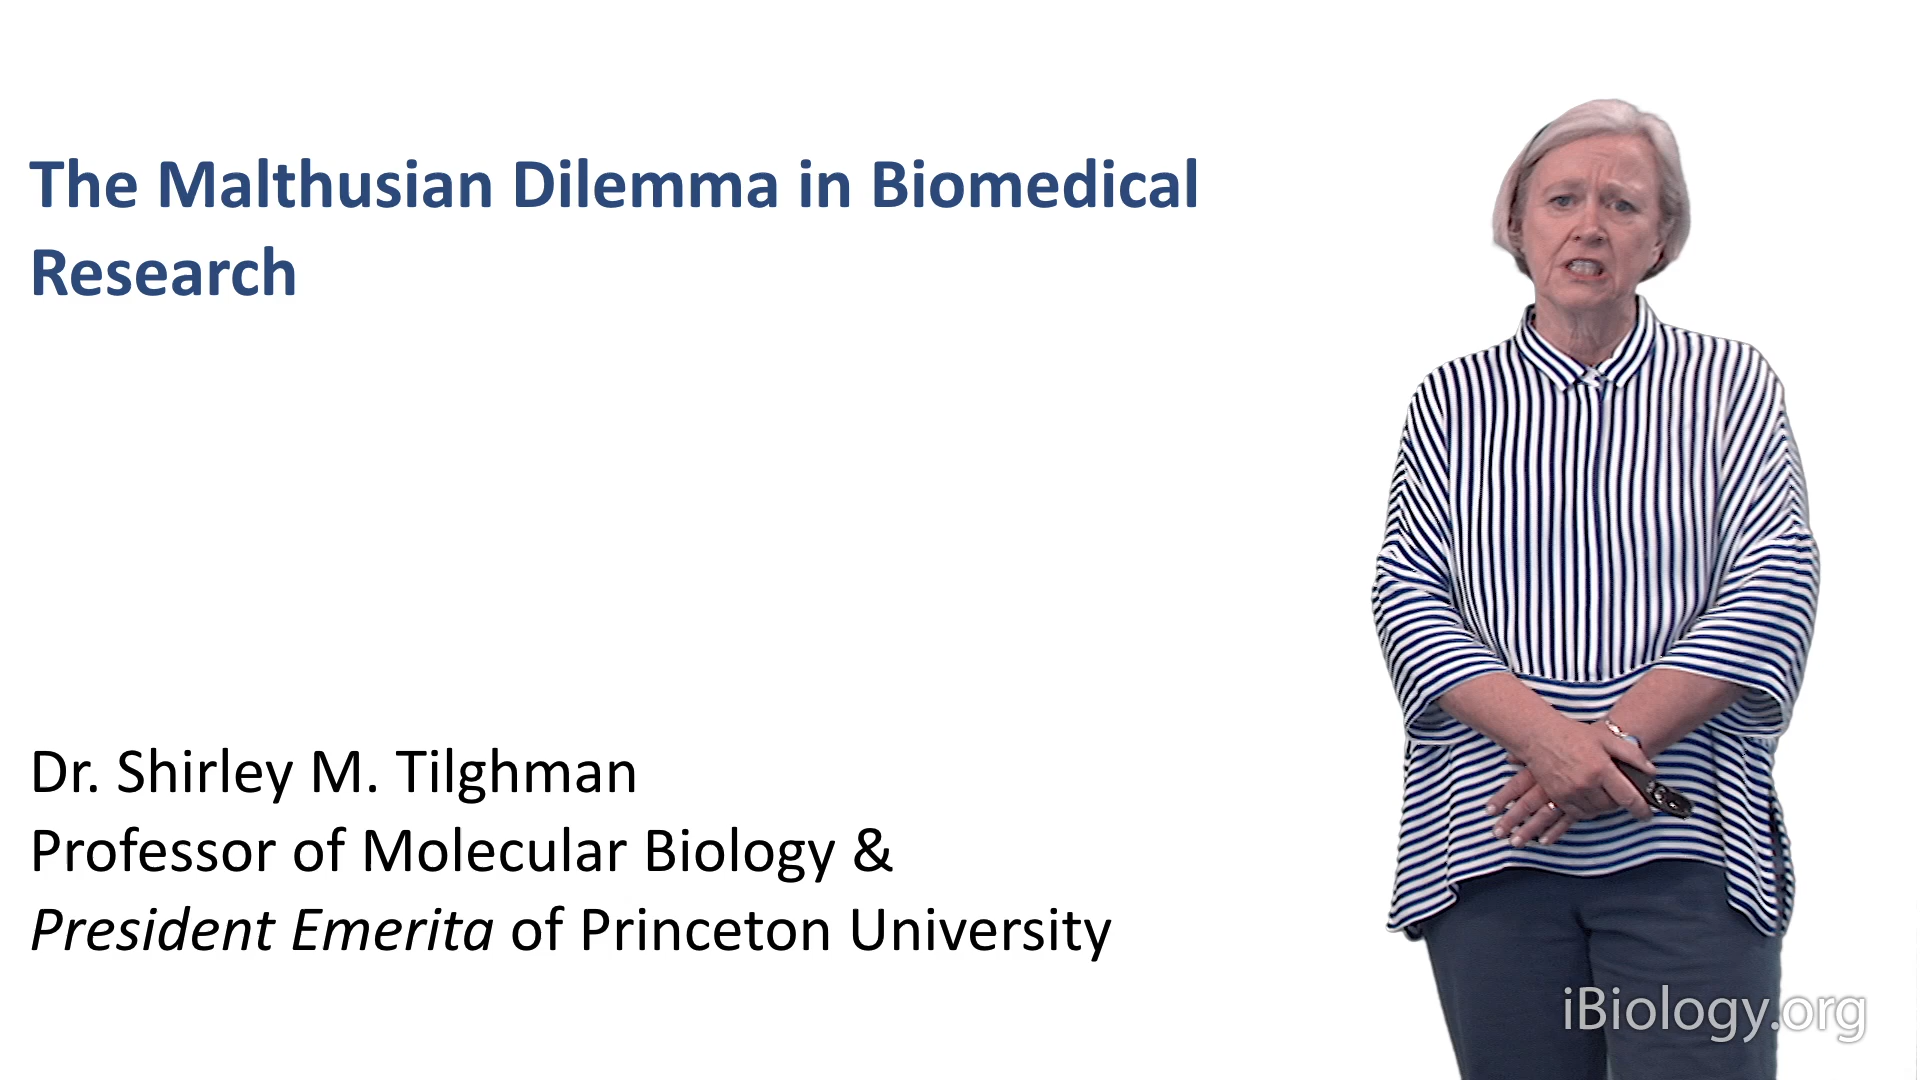 The Malthusian Dilemma in Biomedical
Research
Dr. Shirley M. Tilghman
Professor of Molecular Biology &
President Emerita of Princeton University
iBiology.org